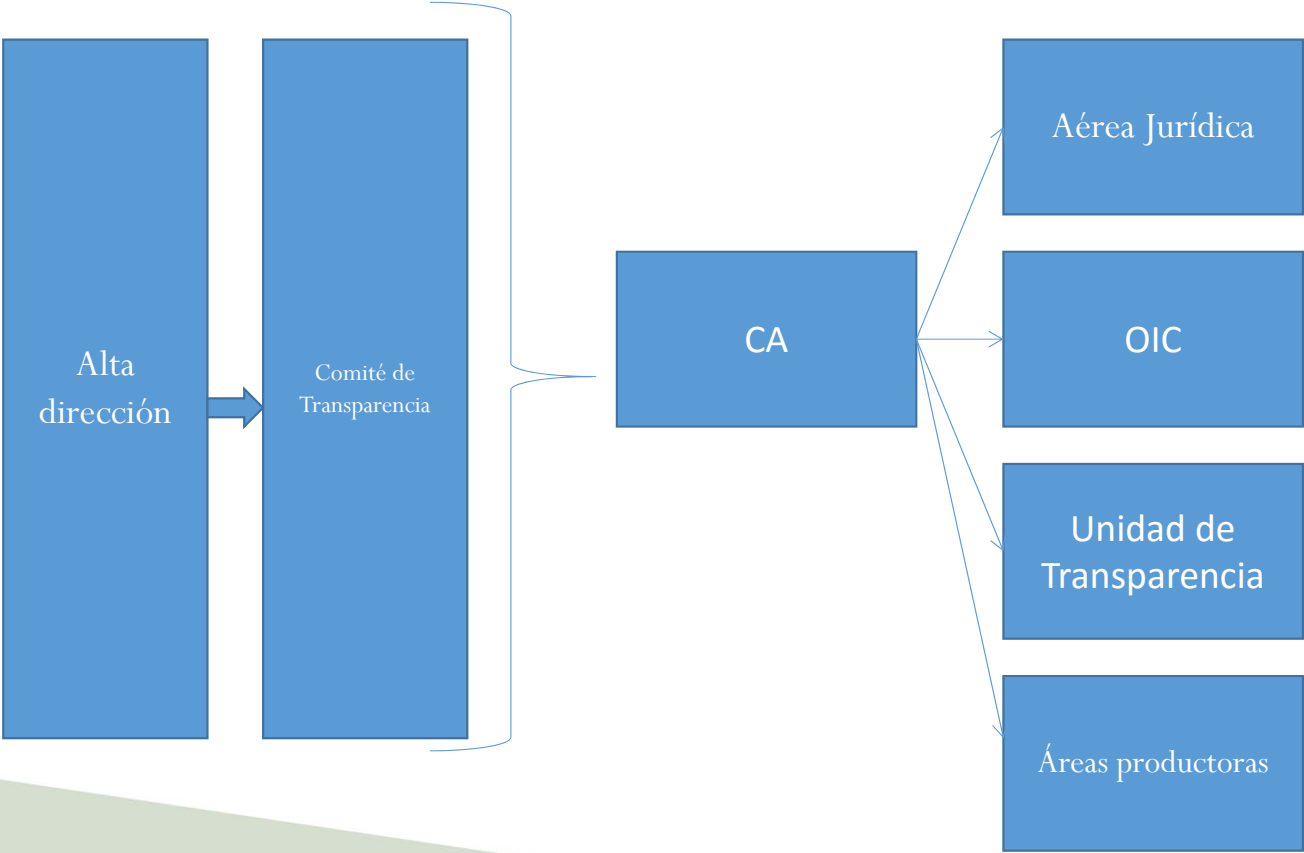 Alta
dirección
Comité de
Transparencia
CA
Aérea Jurídica
OIC
Unidad de
Transparencia
Áreas productoras